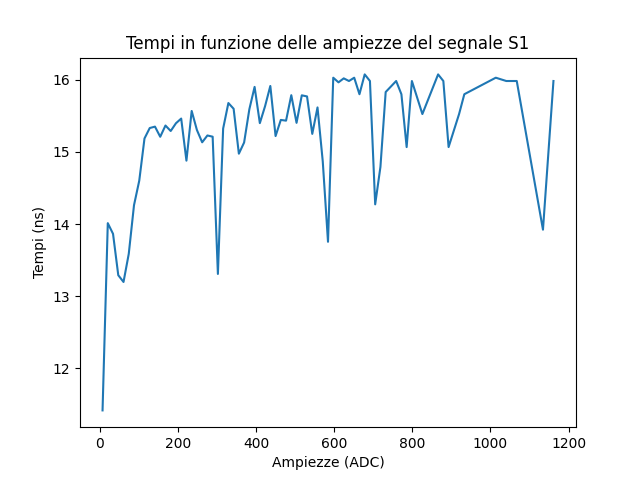 Tempi in funzione delle ampiezze del segnale S1
16
15
14
13
12
Tempi (ns)
0 200 400 600 800 1000 1200
Ampiezze (ADC)